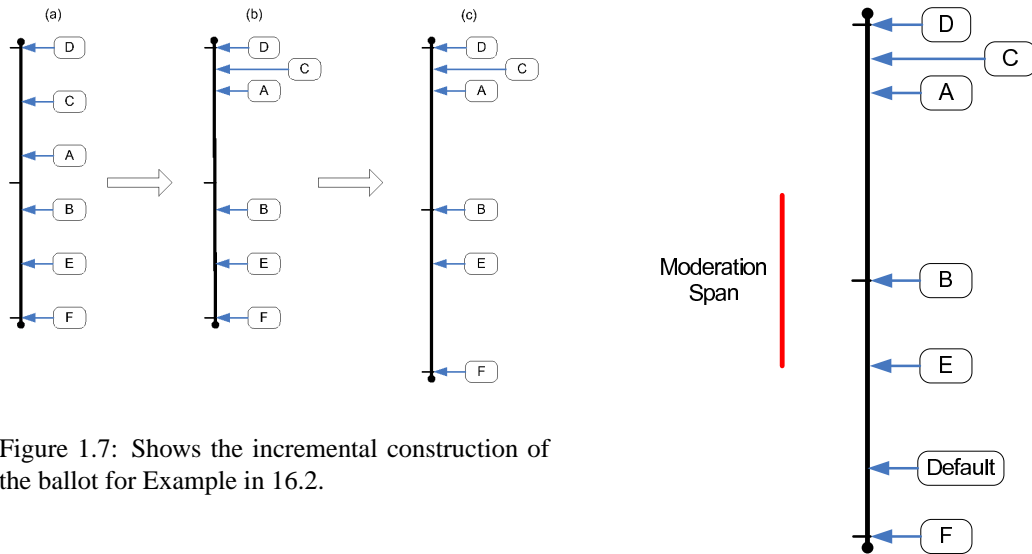 (a)
D
C
A
B
E
F
(b)
D
C
A
B
E
F
(c)
D
C
A
B
E
F
Figure 1.7: Shows the incremental construction of
the ballot for Example in 16.2.
Moderation
Span
D
C
A
B
E
Default
F